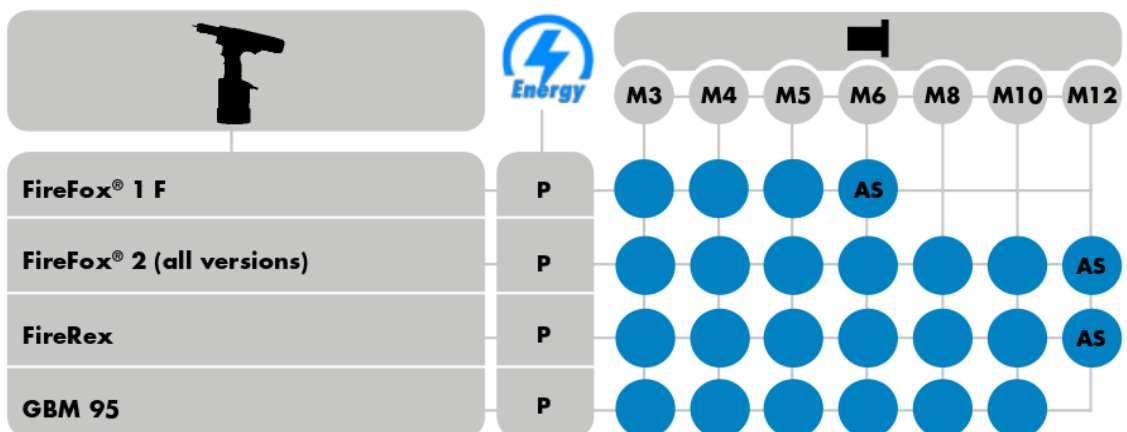 Energy
M3 M4 M5 M6 M8 M10 M12
FireFox® 1 F P AS
FireFox® 2 (all versions) P AS
FireRex P AS
GBM 95 P